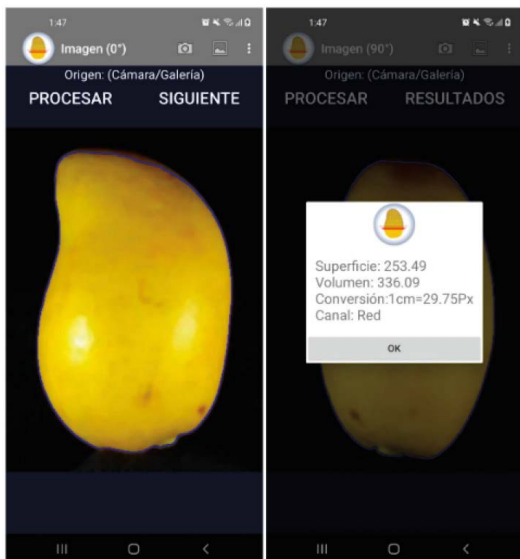 1:47
Imagen (0°)
Origen: (Cámara/Galería)
PROCESAR SIGUIENTE
1:47
Imagen (90°)
Origen: (Cámara/Galería)
PROCESAR RESULTADOS
Superficie: 253.49
Volumen: 336.09
Conversión:1cm=29.75Px
Canal: Red
OK